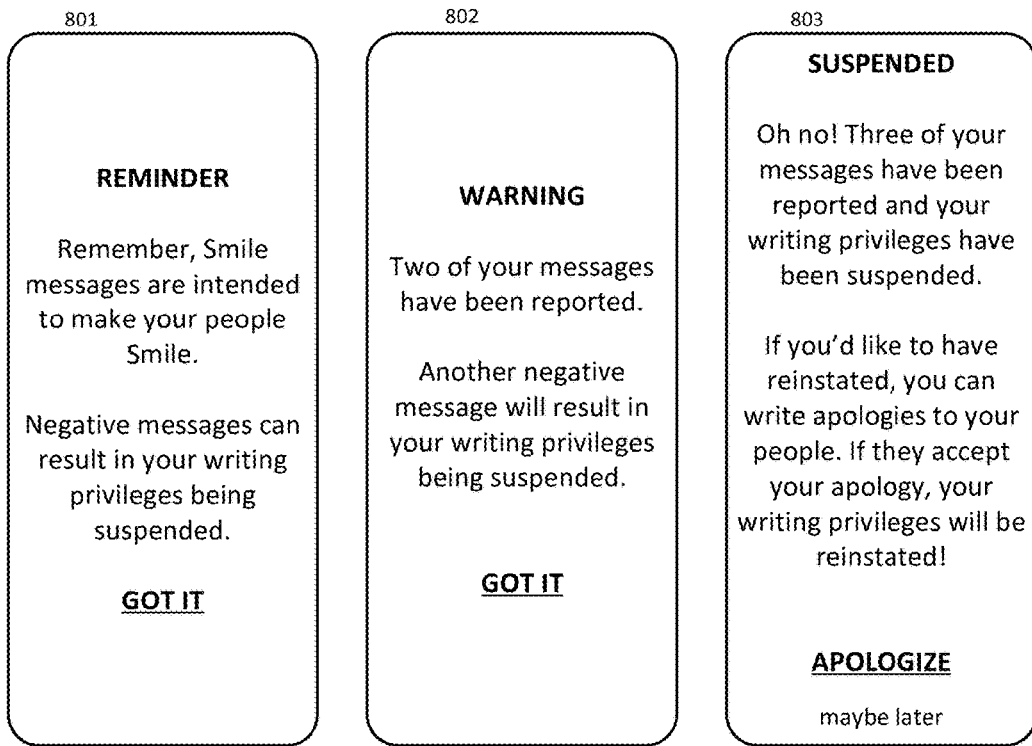 801
REMINDER
Remember, Smile
messages are intended
to make your people
Smile.
Negative messages can
result in your writing
privileges being
suspended.
GOT IT
802
WARNING
Two of your messages
have been reported.
Another negative
message will result in
your writing privileges
being suspended.
GOT IT
803
SUSPENDED
Oh no! Three of your
messages have been
reported and your
writing privileges have
been suspended.
If you'd like to have
reinstated, you can
write apologies to your
people. If they accept
your apology, your
writing privileges will be
reinstated!
APOLOGIZE
maybe later